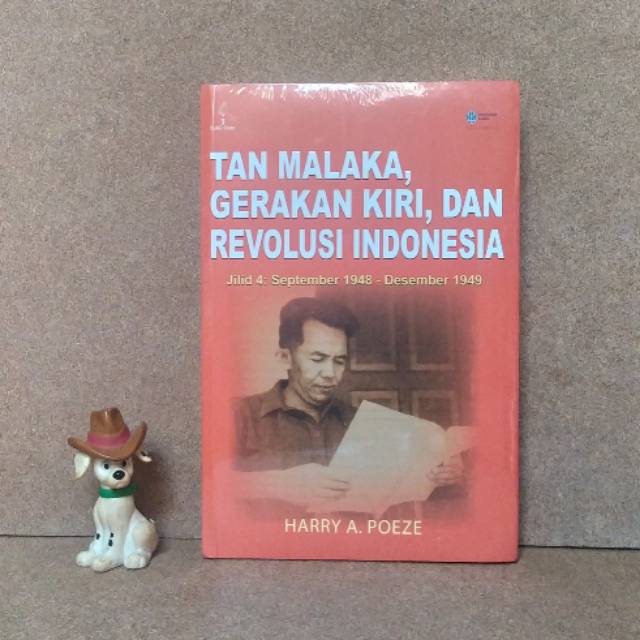 TAN MALAKA,
GERAKAN KIRI, DAN
REVOLUSI INDONESIA
Jilid 4: September 1948 - Desember 1949
HARRY A. POEZE